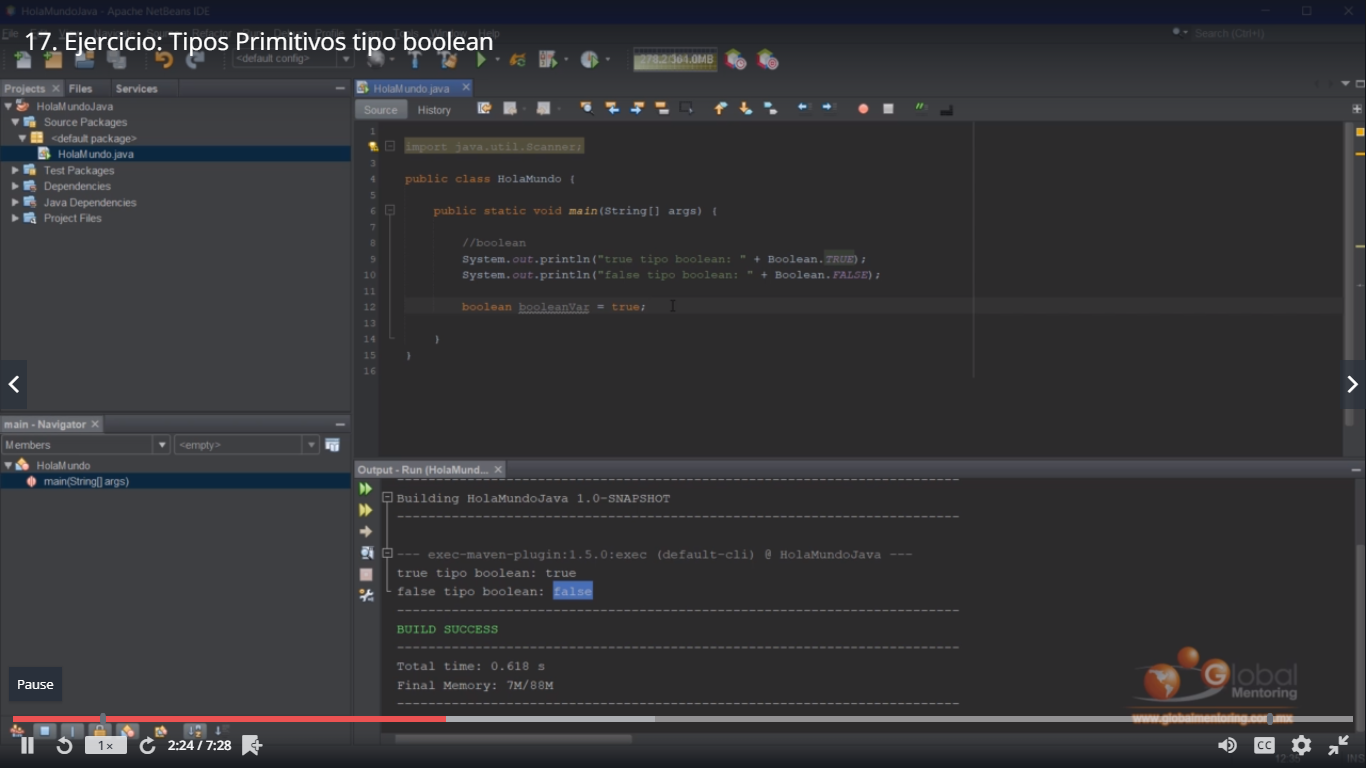 HolaMundoJava - Apache NetBeans IDE
17. Ejercicio: Tipos Primitivos tipo boolean
Search (Ctrl+I)
<default config>
278.2/361.0MB
Projects
Files
Services
HolaMundo.java
Source
History
HolaMundoJava
Source Packages
<default package>
HolaMundo.java
Test Packages
Dependencies
Java Dependencies
Project Files
1
import java.util.Scanner;
3
4 public class HolaMundo {
5
6 public static void main(String[] args) {
7
8 //boolean
9 System.out.println("true tipo boolean: " + Boolean.TRUE);
10 System.out.println("false tipo boolean: " + Boolean.FALSE);
11
12 boolean booleanVar = true;
13
14 }
15 }
16
main - Navigator
Members
<empty>
HolaMundo
main(String[] args)
Output - Run (HolaMund...
Building HolaMundoJava 1.0-SNAPSHOT
------------------------------------------------------------------------
--- exec-maven-plugin:1.5.0:exec (default-cli) @ HolaMundoJava ---
true tipo boolean: true
false tipo boolean: false
------------------------------------------------------------------------
BUILD SUCCESS
------------------------------------------------------------------------
Total time: 0.618 s
Final Memory: 7M/88M
------------------------------------------------------------------------
Global
Mentoring
www.globalmentoring.com.mx
Pause
1×
2:24 / 7:28
CC
INS